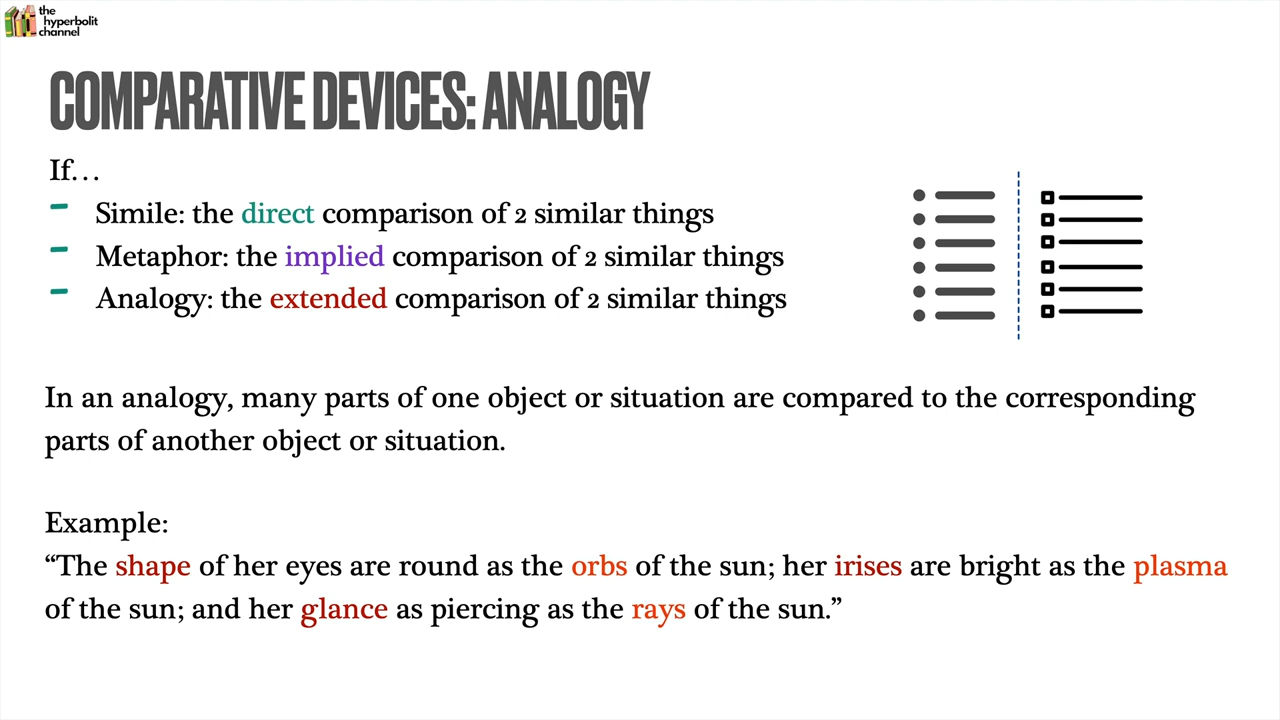 the
hyperbolit
channel
COMPARATIVE DEVICES: ANALOGY
If…
- Simile: the direct comparison of 2 similar things
- Metaphor: the implied comparison of 2 similar things
- Analogy: the extended comparison of 2 similar things
In an analogy, many parts of one object or situation are compared to the corresponding
parts of another object or situation.
Example:
“The shape of her eyes are round as the orbs of the sun; her irises are bright as the plasma
of the sun; and her glance as piercing as the rays of the sun.”